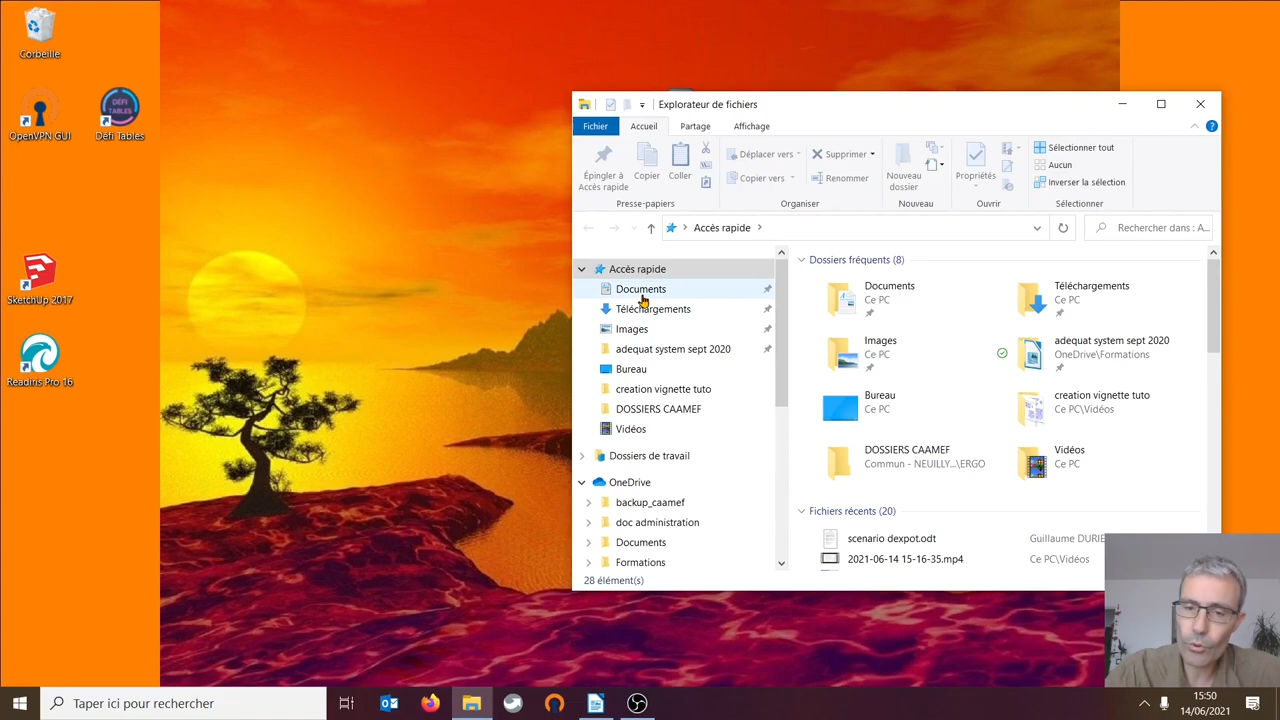 Corbeille
OpenVPN GUI
DÉFI
TABLES
Défi Tables
SketchUp 2017
Readiris Pro 16
Explorateur de fichiers
Fichier
Accueil
Partage
Affichage
Épingler à
Accès rapide
Copier
Coller
Presse-papiers
Déplacer vers
Copier vers
Supprimer
Renommer
Organiser
Nouveau
dossier
Nouveau
Propriétés
Ouvrir
Sélectionner tout
Aucun
Inverser la sélection
Sélectionner
Accès rapide
Rechercher dans : A...
Accès rapide
Documents
Téléchargements
Images
adequat system sept 2020
Bureau
creation vignette tuto
DOSSIERS CAAMEF
Vidéos
Dossiers de travail
OneDrive
backup_caamef
doc administration
Documents
Formations
Dossiers fréquents (8)
Documents
Ce PC
Téléchargements
Ce PC
Images
Ce PC
adequat system sept 2020
OneDrive\Formations
Bureau
Ce PC
creation vignette tuto
Ce PC\Vidéos
DOSSIERS CAAMEF
Commun - NEUILLY...\ERGO
Vidéos
Ce PC
Fichiers récents (20)
scenario dexpot.odt
Guillaume DURIE
2021-06-14 15-16-35.mp4
Ce PC\Vidéos
28 élément(s)
Taper ici pour rechercher
15:50
14/06/2021